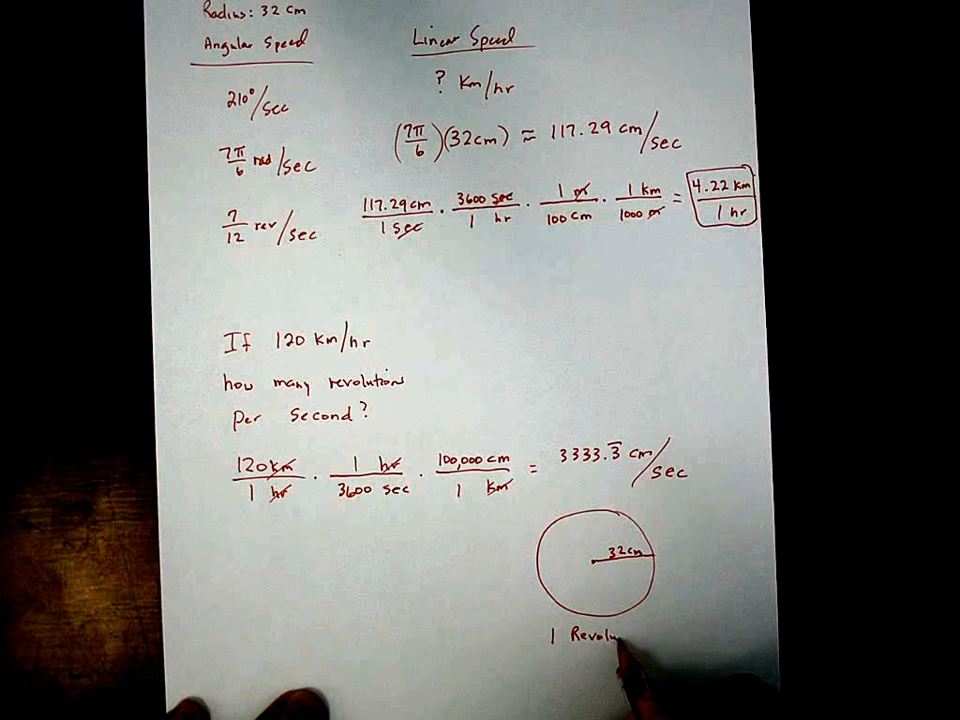 Radius: 32 cm
Angular Speed
210°/sec
7π/6 rad/sec
7/12 rev/sec
Linear Speed
? Km/hr
(7π/6)(32cm) ≈ 117.29 cm/sec
117.29cm/1 sec · 3600 sec/1 hr · 1 m/100 cm · 1 km/1000 m = 4.22 km/1 hr
If 120 km/hr
how many revolutions
per second?
120km/1 hr · 1 hr/3600 sec · 100,000 cm/1 km = 3333.3̅ cm/sec
32cm
1 Revolu